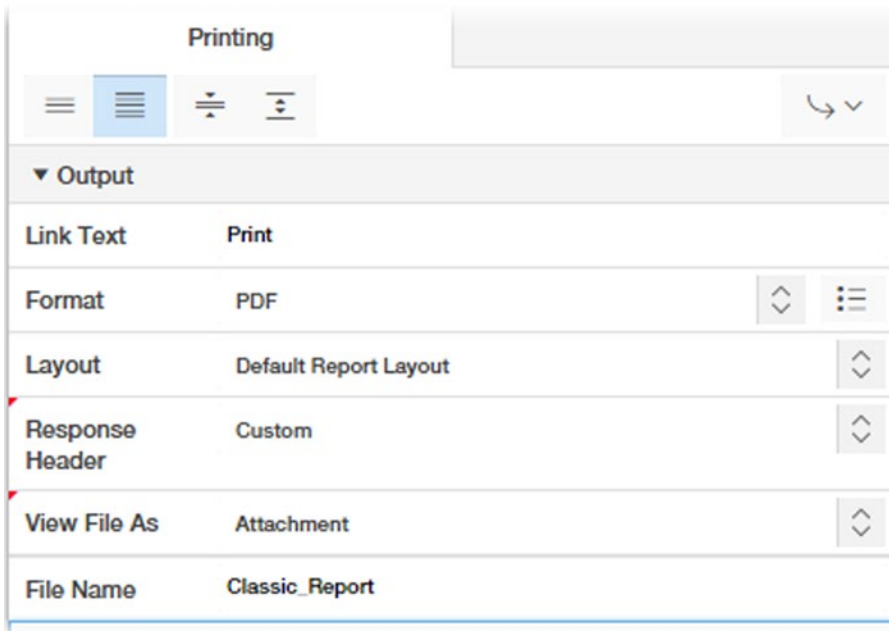 Printing
Output
Link Text Print
Format PDF
Layout Default Report Layout
Response Custom
Header
View File As Attachment
File Name Classic_Report